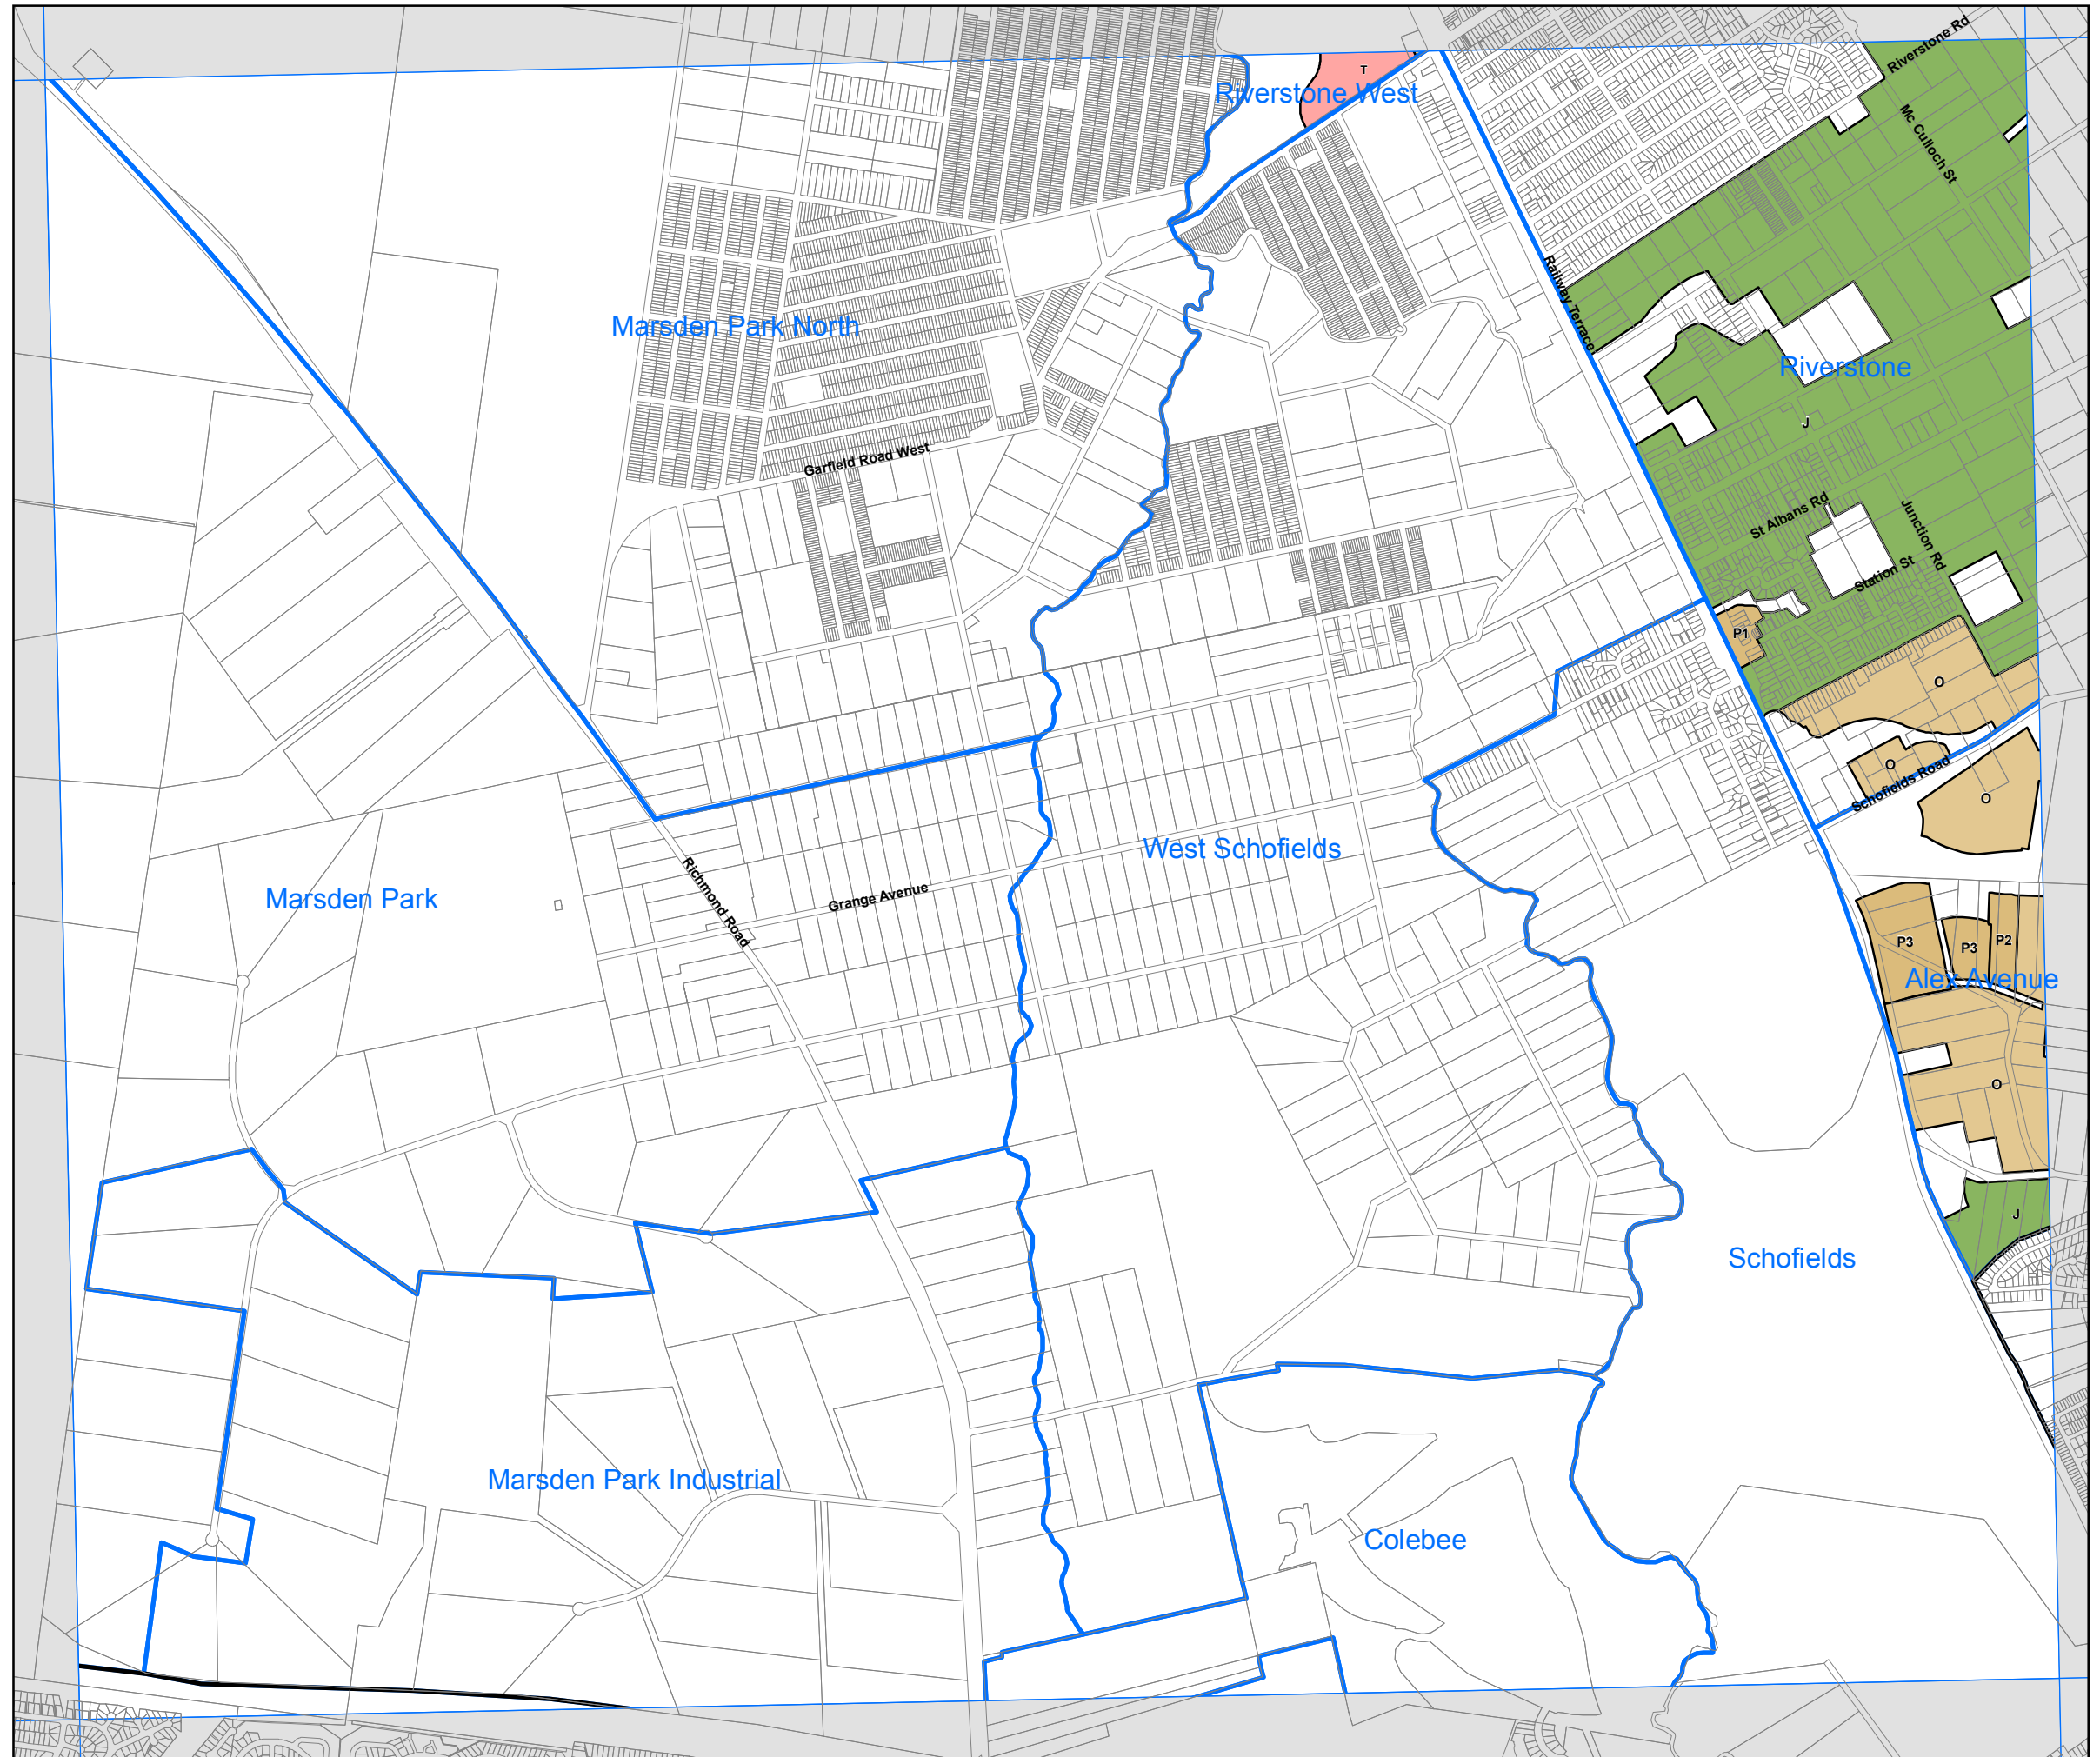 Riverstone Rd
T
Riverstone West
Mc Culloch St
Railway Terrace
Marsden Park North
Riverstone
J
Garfield Road West
St Albans Rd
Junction Rd
Station St
P1
O
O
Schofields Road
O
West Schofields
Richmond Road
Grange Avenue
Marsden Park
P3
P3
P2
Alex Avenue
O
J
Schofields
Marsden Park Industrial
Colebee